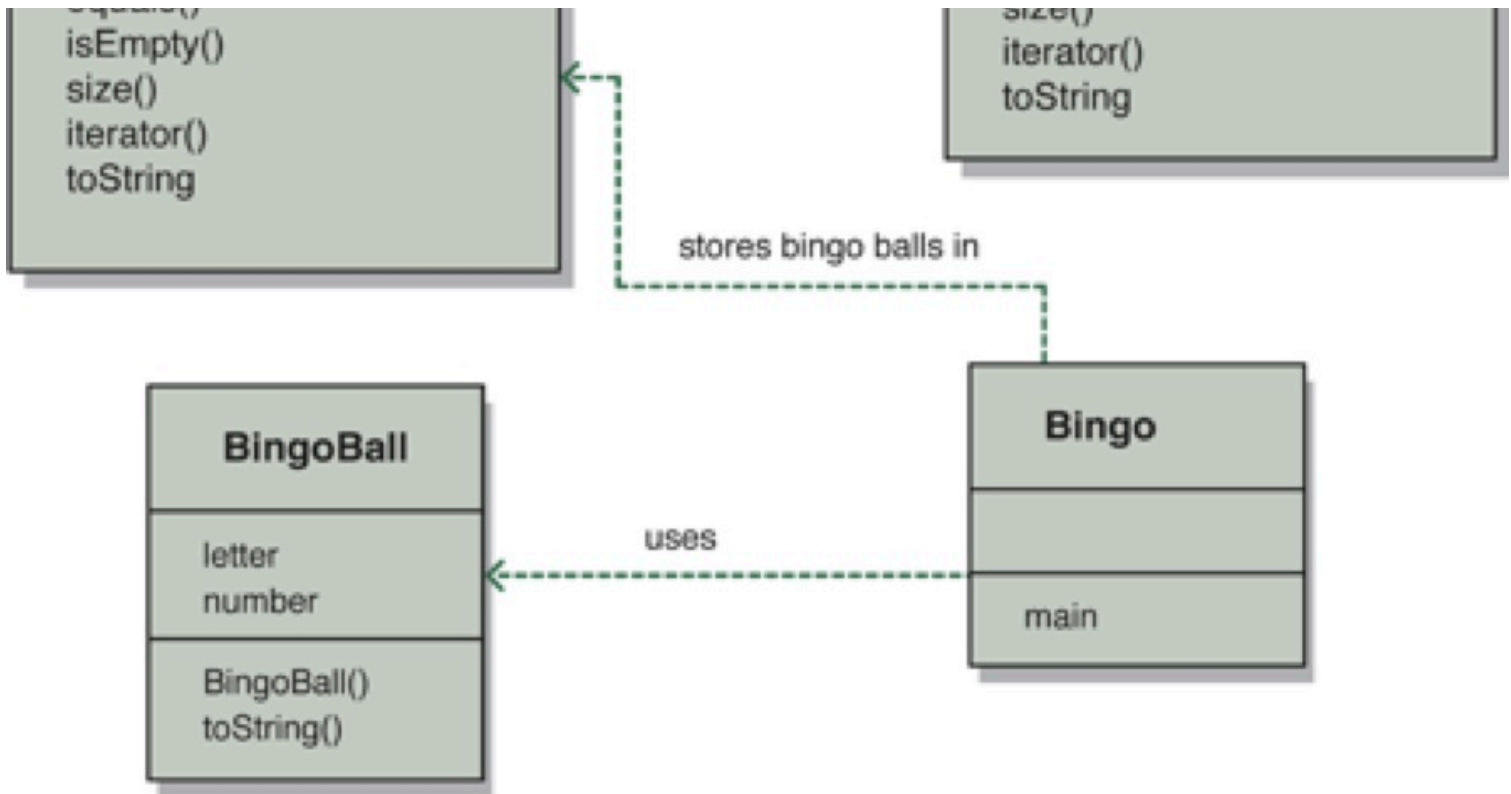 equals()
isEmpty()
size()
iterator()
toString
size()
iterator()
toString
stores bingo balls in
BingoBall
letter
number
BingoBall()
toString()
uses
Bingo
main